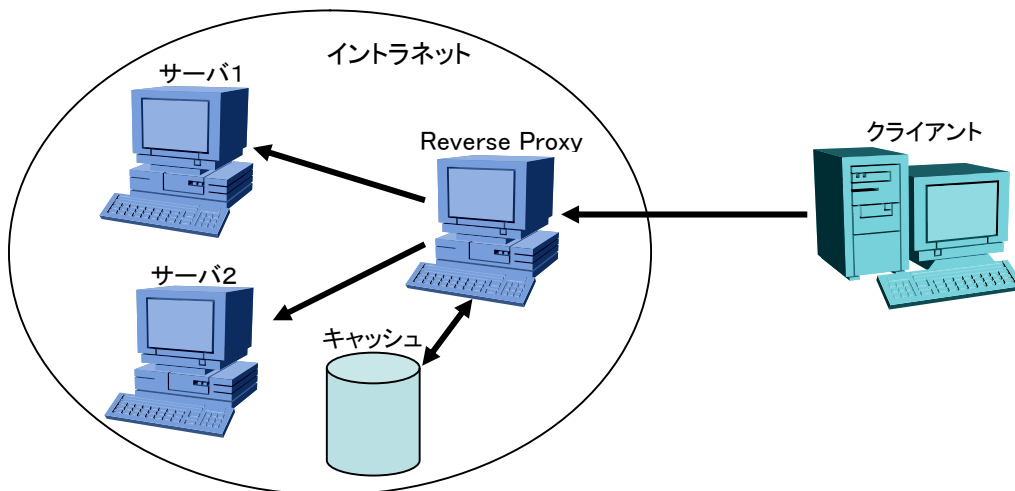 イントラネット
サーバ1
Reverse Proxy
クライアント
サーバ2
キャッシュ